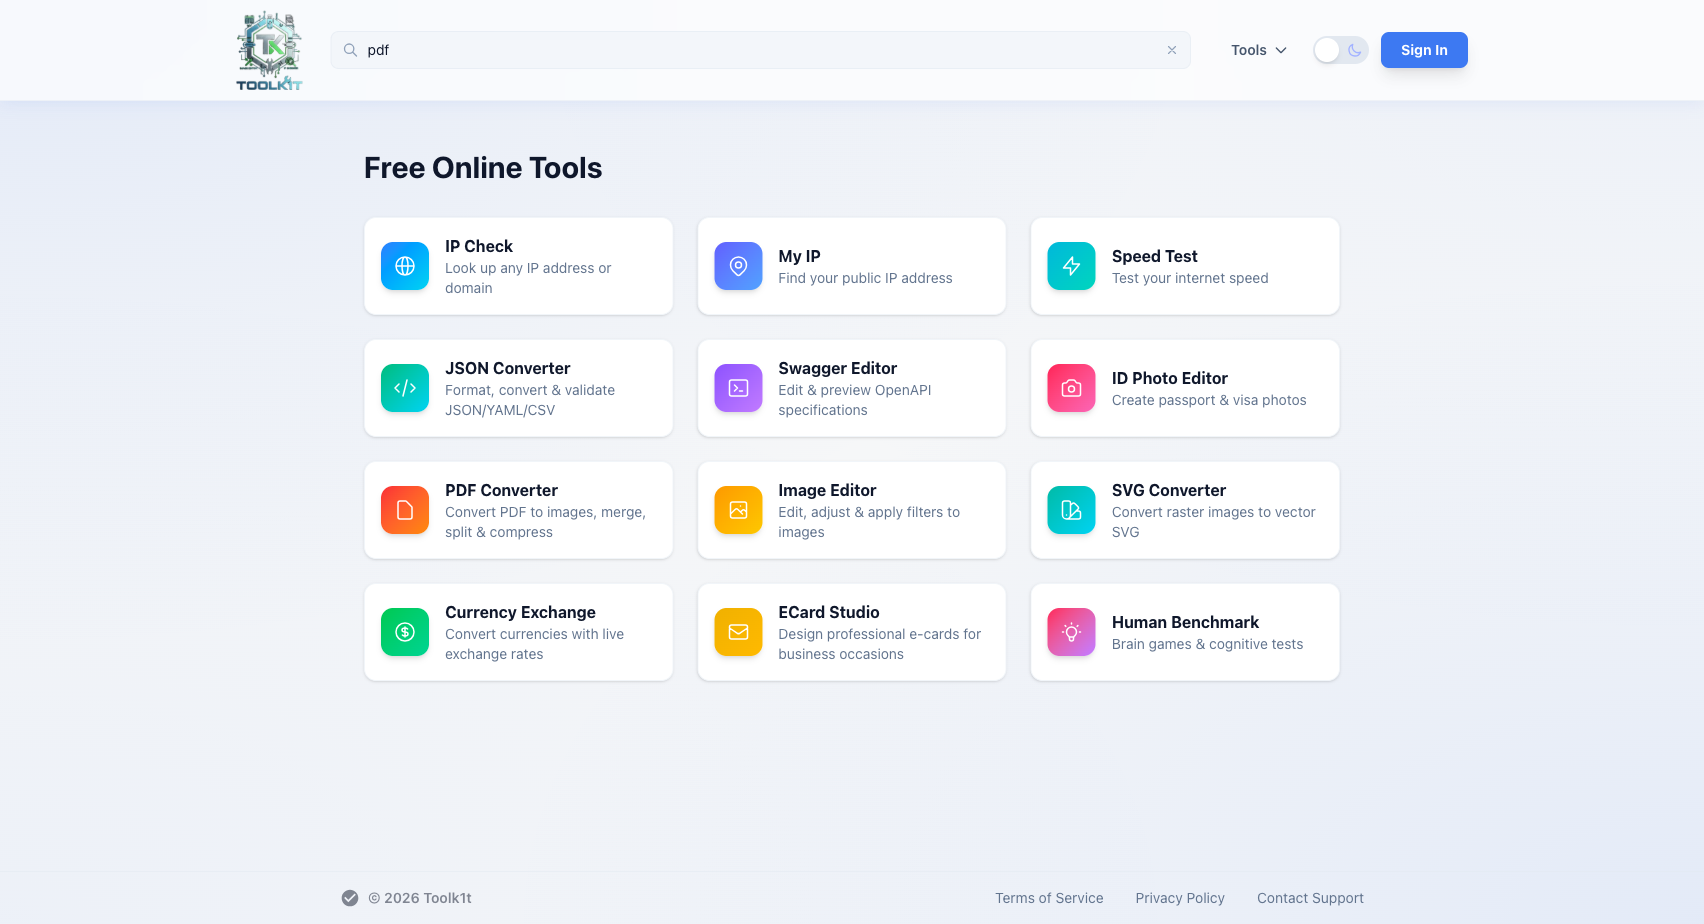 TK
TOOLK1T
pdf
Tools
Sign In
Free Online Tools
IP Check
Look up any IP address or
domain
My IP
Find your public IP address
Speed Test
Test your internet speed
JSON Converter
Format, convert & validate
JSON/YAML/CSV
Swagger Editor
Edit & preview OpenAPI
specifications
ID Photo Editor
Create passport & visa photos
PDF Converter
Convert PDF to images, merge,
split & compress
Image Editor
Edit, adjust & apply filters to
images
SVG Converter
Convert raster images to vector
SVG
Currency Exchange
Convert currencies with live
exchange rates
ECard Studio
Design professional e-cards for
business occasions
Human Benchmark
Brain games & cognitive tests
© 2026 Toolk1t
Terms of Service
Privacy Policy
Contact Support